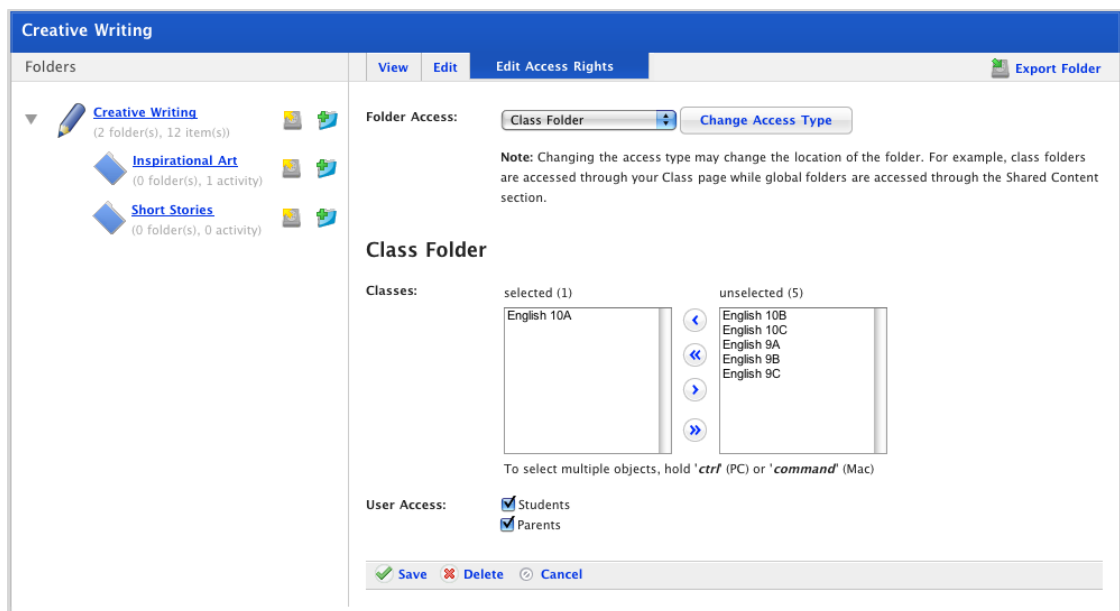 Creative Writing
Folders
Creative Writing
(2 folder(s), 12 item(s))
Inspirational Art
(0 folder(s), 1 activity)
Short Stories
(0 folder(s), 0 activity)
View Edit Edit Access Rights Export Folder
Folder Access: Class Folder Change Access Type
Note: Changing the access type may change the location of the folder. For example, class folders
are accessed through your Class page while global folders are accessed through the Shared Content
section.
Class Folder
Classes: selected (1) unselected (5)
English 10A English 10B
English 10C
English 9A
English 9B
English 9C
To select multiple objects, hold 'ctrl' (PC) or 'command' (Mac)
User Access: Students
Parents
Save Delete Cancel